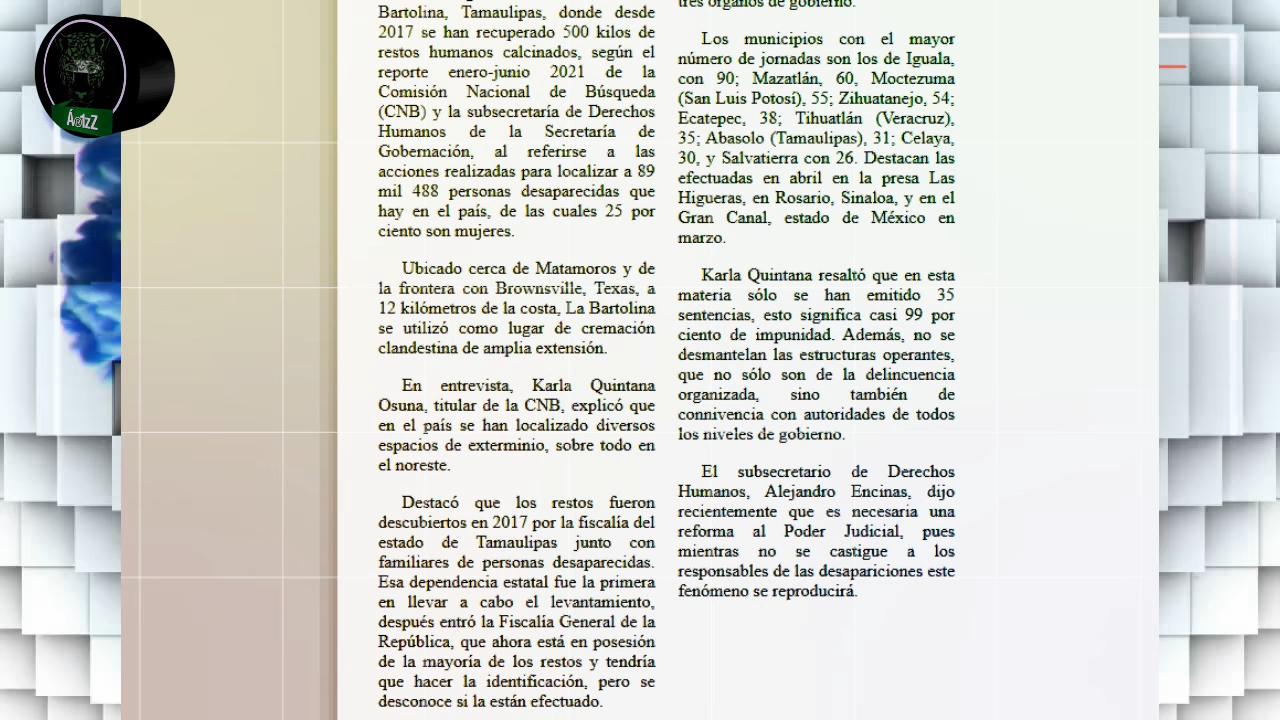 Bartolina, Tamaulipas, donde desde
2017 se han recuperado 500 kilos de
restos humanos calcinados, según el
reporte enero-junio 2021 de la
Comisión Nacional de Búsqueda
(CNB) y la subsecretaría de Derechos
Humanos de la Secretaría de
Gobernación, al referirse a las
acciones realizadas para localizar a 89
mil 488 personas desaparecidas que
hay en el país, de las cuales 25 por
ciento son mujeres.
Ubicado cerca de Matamoros y de
la frontera con Brownsville, Texas, a
12 kilómetros de la costa, La Bartolina
se utilizó como lugar de cremación
clandestina de amplia extensión.
En entrevista, Karla Quintana
Osuna, titular de la CNB, explicó que
en el país se han localizado diversos
espacios de exterminio, sobre todo en
el noreste.
Destacó que los restos fueron
descubiertos en 2017 por la fiscalía del
estado de Tamaulipas junto con
familiares de personas desaparecidas.
Esa dependencia estatal fue la primera
en llevar a cabo el levantamiento,
después entró la Fiscalía General de la
República, que ahora está en posesión
de la mayoría de los restos y tendría
que hacer la identificación, pero se
desconoce si la están efectuado.
tres órganos de gobierno.
Los municipios con el mayor
número de jornadas son los de Iguala,
con 90; Mazatlán, 60, Moctezuma
(San Luis Potosí), 55; Zihuatanejo, 54;
Ecatepec, 38; Tihuatlán (Veracruz),
35; Abasolo (Tamaulipas), 31; Celaya,
30, y Salvatierra con 26. Destacan las
efectuadas en abril en la presa Las
Higueras, en Rosario, Sinaloa, y en el
Gran Canal, estado de México en
marzo.
Karla Quintana resaltó que en esta
materia sólo se han emitido 35
sentencias, esto significa casi 99 por
ciento de impunidad. Además, no se
desmantelan las estructuras operantes,
que no sólo son de la delincuencia
organizada, sino también de
connivencia con autoridades de todos
los niveles de gobierno.
El subsecretario de Derechos
Humanos, Alejandro Encinas, dijo
recientemente que es necesaria una
reforma al Poder Judicial, pues
mientras no se castigue a los
responsables de las desapariciones este
fenómeno se reproducirá.